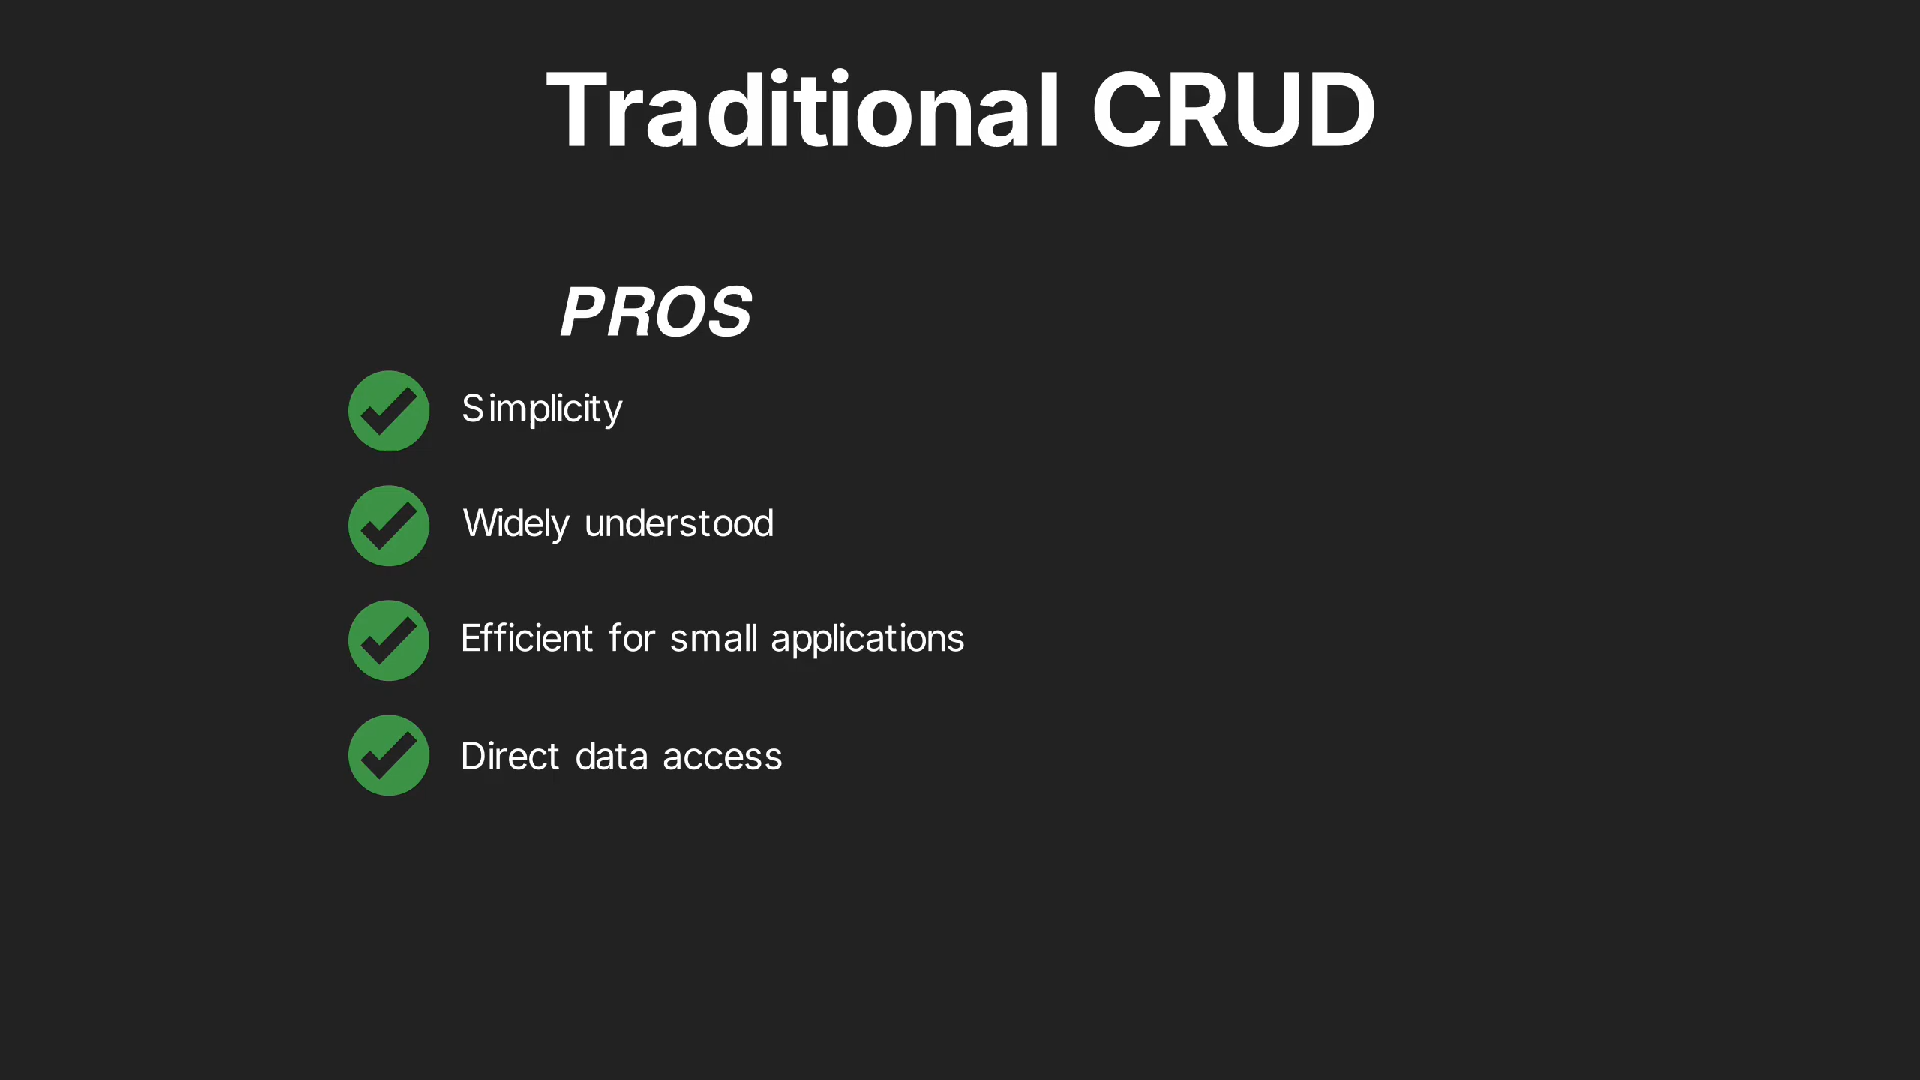 Traditional CRUD
PROS
Simplicity
Widely understood
Efficient for small applications
Direct data access